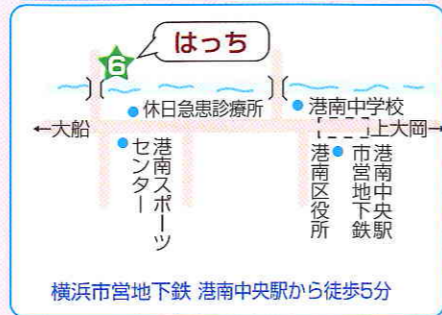 はっち
6
休日急患診療所
港南中学校
←大船
上大岡→
港南スポーツ
センター
港南区役所
市営地下鉄
港南中央駅
横浜市営地下鉄 港南中央駅から徒歩5分